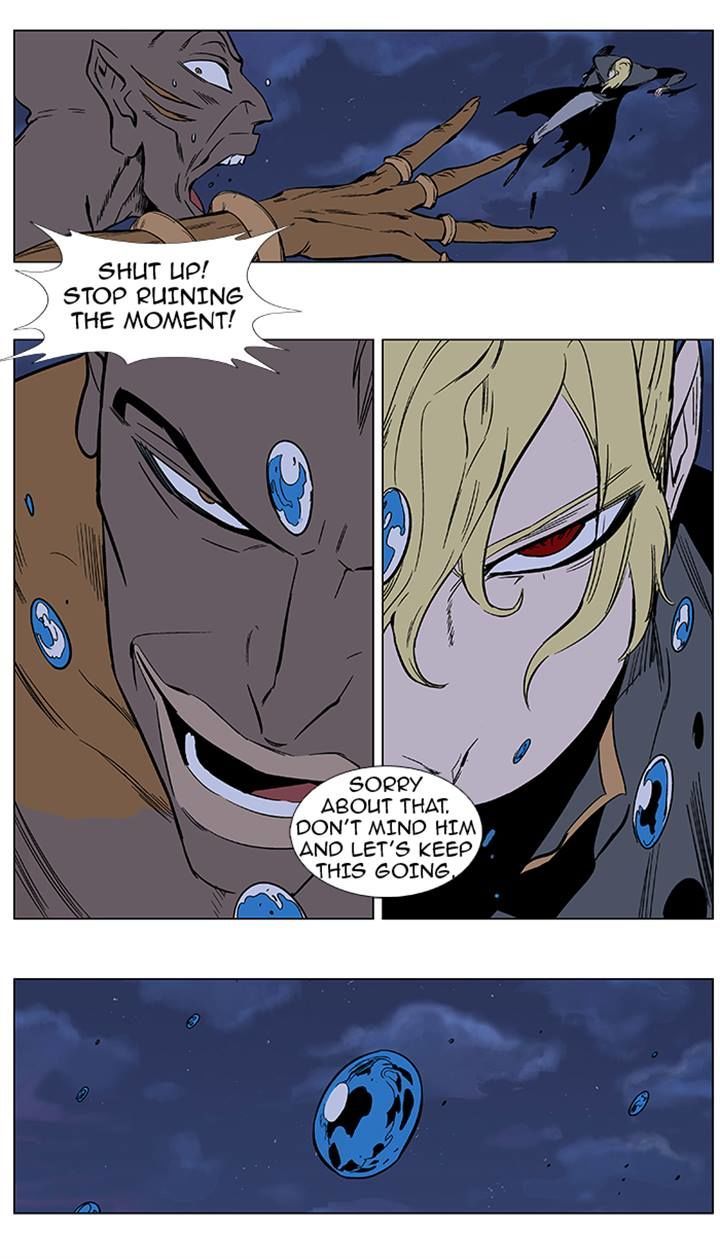 SHUT UP!
STOP RUINING
THE MOMENT!
SORRY
ABOUT THAT.
DON'T MIND HIM
AND LET'S KEEP
THIS GOING.